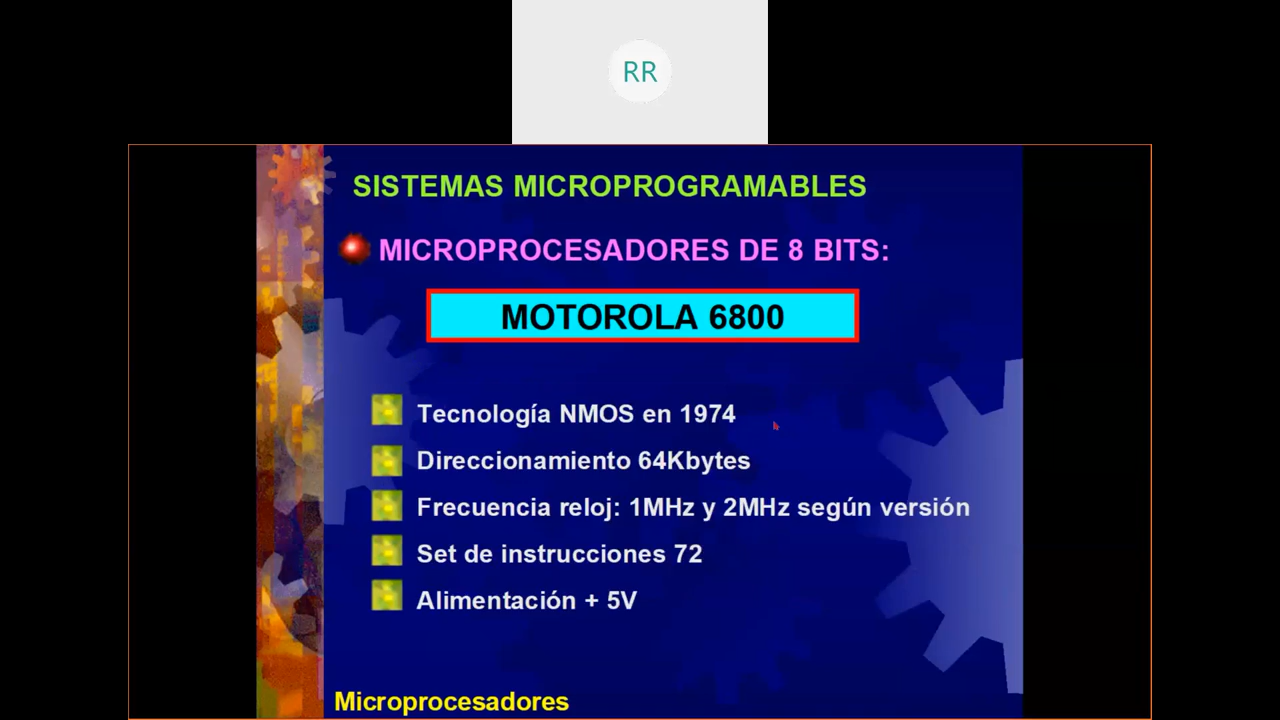 RR
SISTEMAS MICROPROGRAMABLES
MICROPROCESADORES DE 8 BITS:
MOTOROLA 6800
Tecnología NMOS en 1974
Direccionamiento 64Kbytes
Frecuencia reloj: 1MHz y 2MHz según versión
Set de instrucciones 72
Alimentación + 5V
Microprocesadores